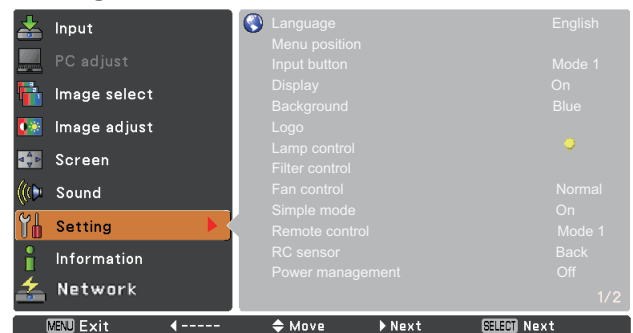 Input
PC adjust
Image select
Image adjust
Screen
Sound
Setting
Information
Network
Language English
Menu position
Input button Mode 1
Display On
Background Blue
Logo
Lamp control
Filter control
Fan control Normal
Simple mode On
Remote control Mode 1
RC sensor Back
Power management Off
1/2
MENU Exit ----- Move Next SELECT Next